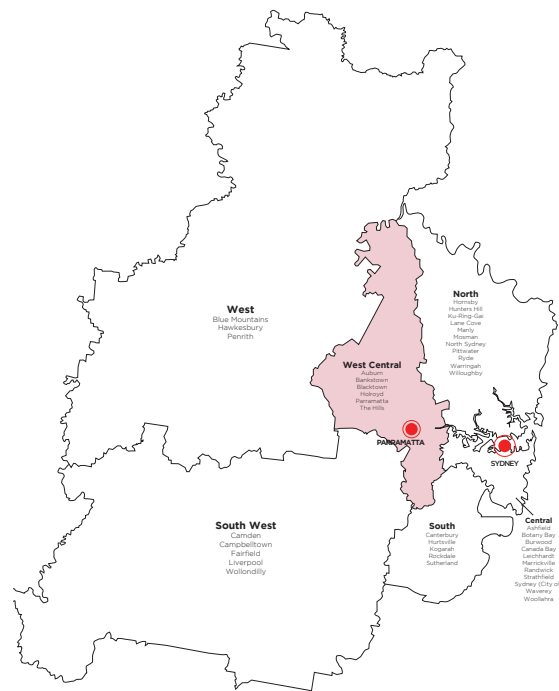 North
Hornsby
Hunters Hill
Ku-Ring-Gai
Lane Cove
Manly
Mosman
North Sydney
Pittwater
Ryde
Warringah
Willoughby
West
Blue Mountains
Hawkesbury
Penrith
West Central
Auburn
Bankstown
Blacktown
Holroyd
Parramatta
The Hills
PARRAMATTA
SYDNEY
South West
Camden
Campbelltown
Fairfield
Liverpool
Wollondilly
South
Canterbury
Hurtsville
Kogarah
Rockdale
Sutherland
Central
Ashfield
Botany Bay
Burwood
Canada Bay
Leichhardt
Marrickville
Randwick
Strathfield
Sydney (City of
Waverey
Woollahra